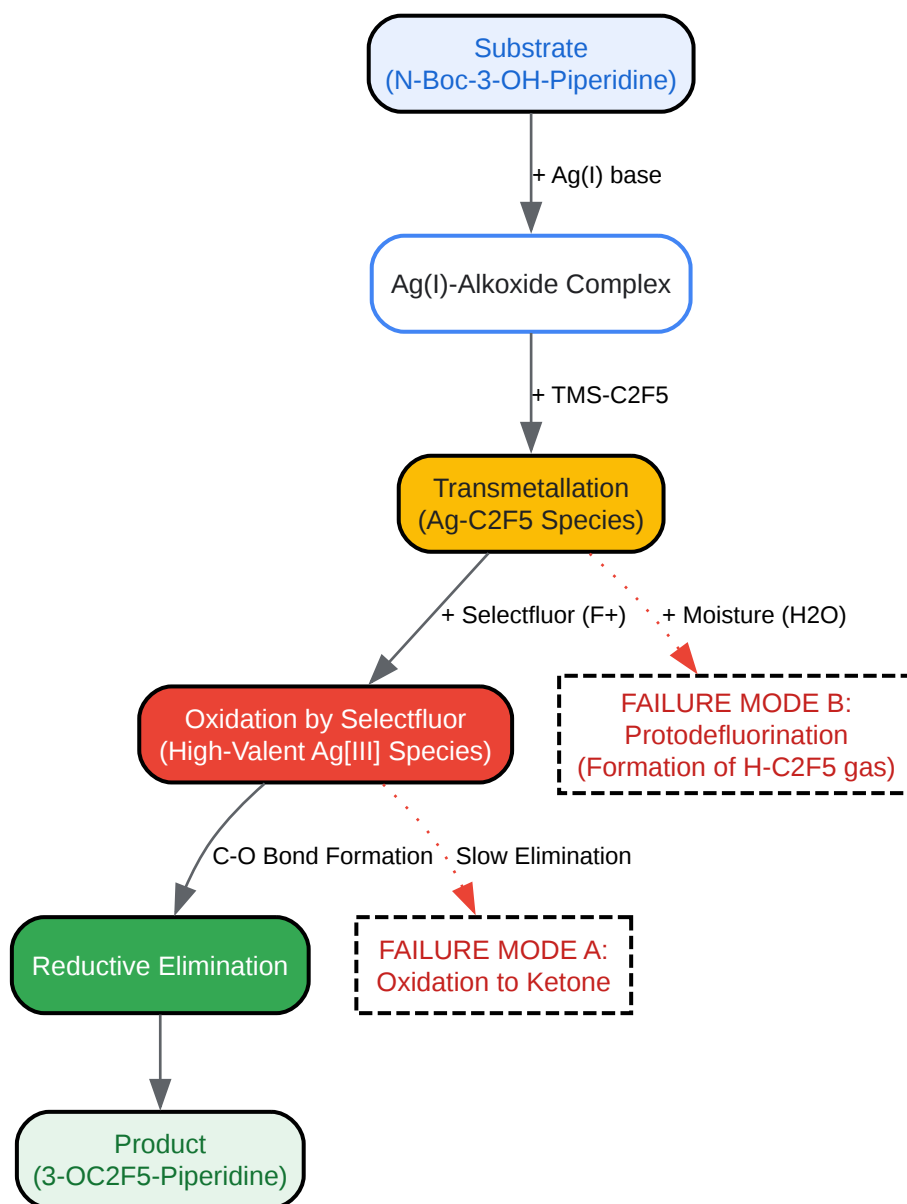 Substrate
(N-Boc-3-OH-Piperidine)
+ Ag(I) base
Ag(I)-Alkoxide Complex
+ TMS-C2F5
Transmetallation
(Ag-C2F5 Species)
+ Selectfluor (F+)
+ Moisture (H2O)
Oxidation by Selectfluor
(High-Valent Ag[III] Species)
FAILURE MODE B:
Protodefluorination
(Formation of H-C2F5 gas)
C-O Bond Formation
Slow Elimination
Reductive Elimination
FAILURE MODE A:
Oxidation to Ketone
Product
(3-OC2F5-Piperidine)